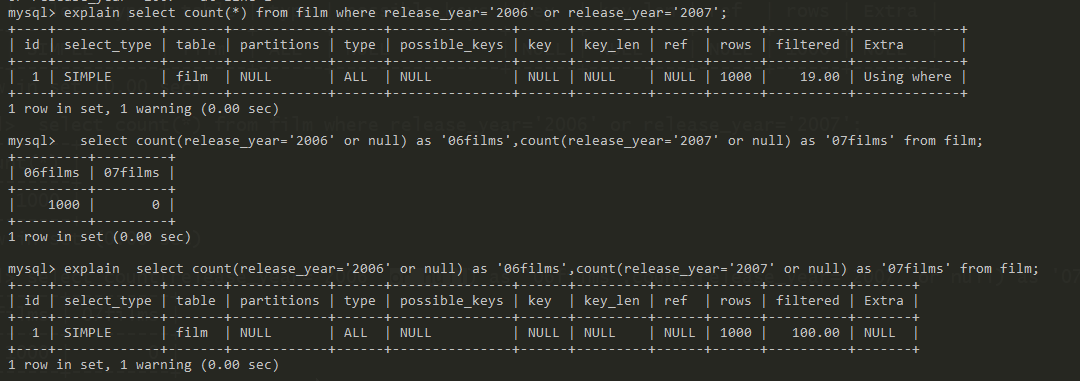 mysql> explain select count(*) from film where release_year='2006' or release_year='2007';
+----+-------------+-------+------------+------+---------------+------+---------+------+------+----------+-------------+
| id | select_type | table | partitions | type | possible_keys | key | key_len | ref | rows | filtered | Extra |
+----+-------------+-------+------------+------+---------------+------+---------+------+------+----------+-------------+
| 1 | SIMPLE | film | NULL | ALL | NULL | NULL | NULL | NULL | 1000 | 19.00 | Using where |
+----+-------------+-------+------------+------+---------------+------+---------+------+------+----------+-------------+
1 row in set, 1 warning (0.00 sec)
mysql> select count(release_year='2006' or null) as '06films',count(release_year='2007' or null) as '07films' from film;
+---------+---------+
| 06films | 07films |
+---------+---------+
| 1000 | 0 |
+---------+---------+
1 row in set (0.00 sec)
mysql> explain select count(release_year='2006' or null) as '06films',count(release_year='2007' or null) as '07films' from film;
+----+-------------+-------+------------+------+---------------+------+---------+------+------+----------+-------+
| id | select_type | table | partitions | type | possible_keys | key | key_len | ref | rows | filtered | Extra |
+----+-------------+-------+------------+------+---------------+------+---------+------+------+----------+-------+
| 1 | SIMPLE | film | NULL | ALL | NULL | NULL | NULL | NULL | 1000 | 100.00 | NULL |
+----+-------------+-------+------------+------+---------------+------+---------+------+------+----------+-------+
1 row in set, 1 warning (0.00 sec)